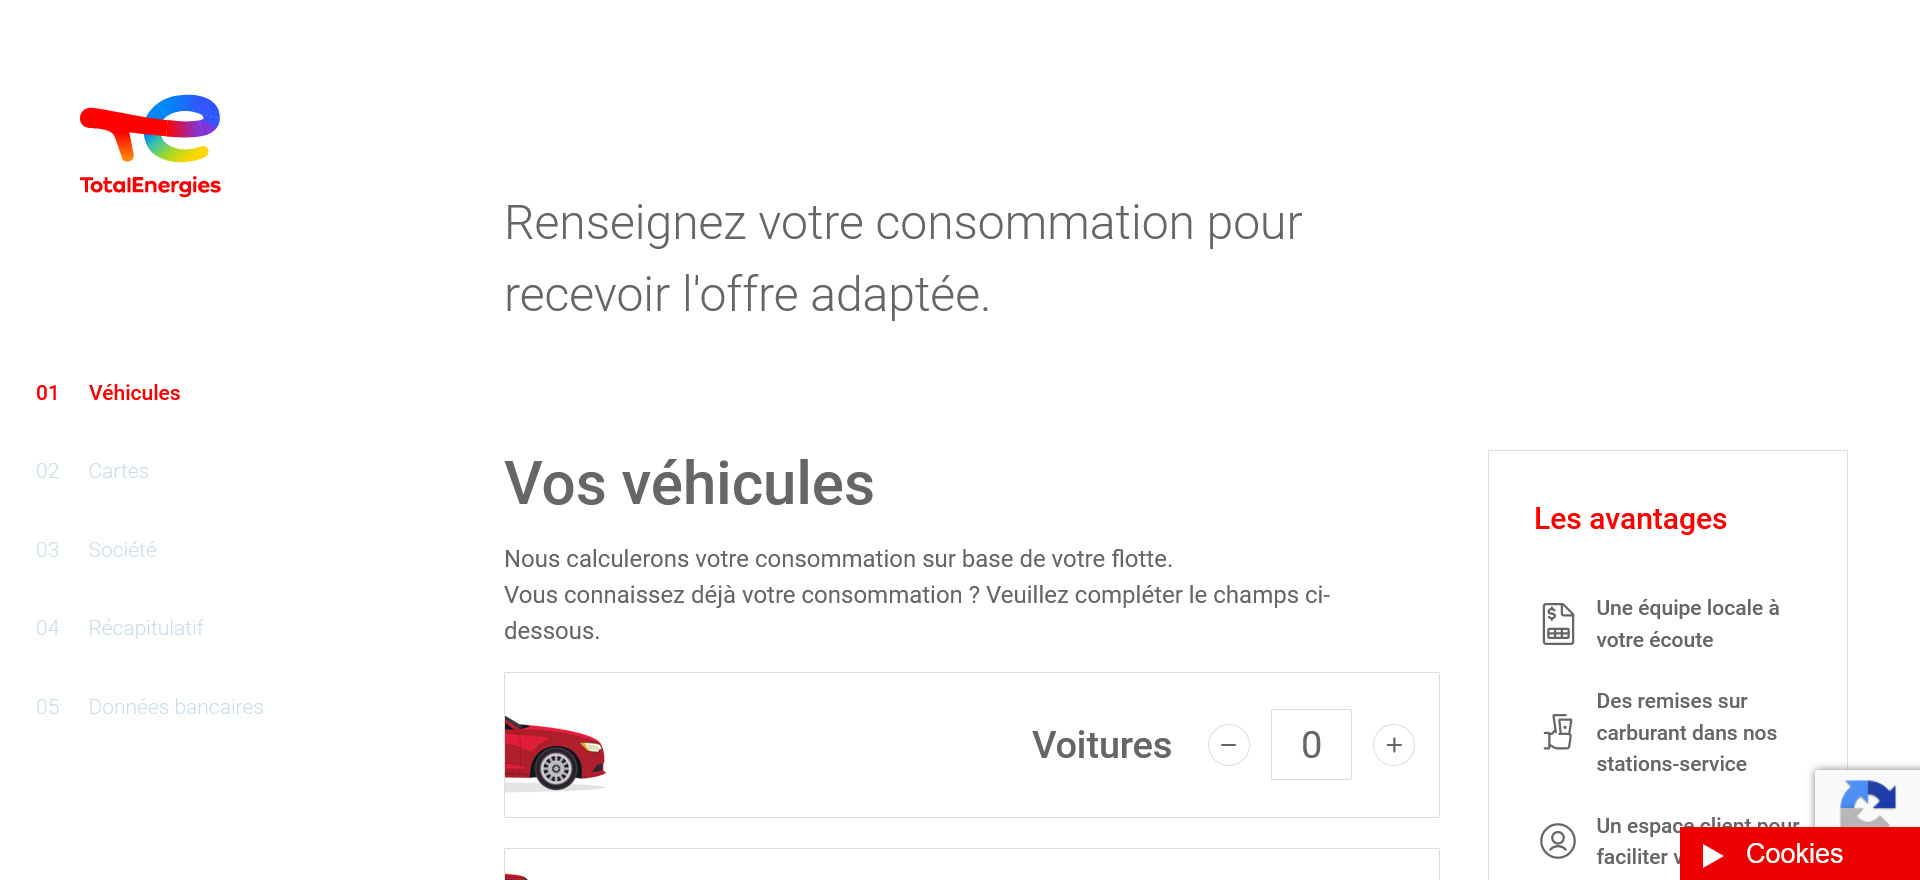 TotalEnergies
Renseignez votre consommation pour
recevoir l'offre adaptée.
01 Véhicules
02 Cartes
03 Société
04 Récapitulatif
05 Données bancaires
Vos véhicules
Nous calculerons votre consommation sur base de votre flotte.
Vous connaissez déjà votre consommation ? Veuillez compléter le champs ci-
dessous.
Voitures − 0 +
Les avantages
Une équipe locale à
votre écoute
Des remises sur
carburant dans nos
stations-service
Un espace client pour
faciliter
Cookies